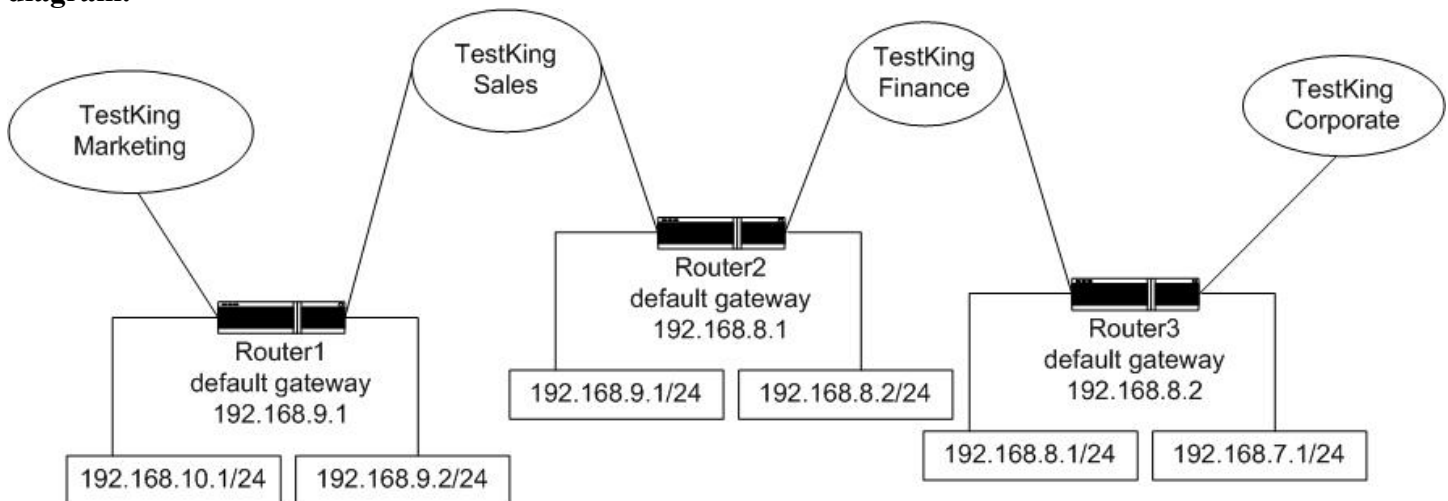 diagram.
TestKing
Marketing
TestKing
Sales
TestKing
Finance
TestKing
Corporate
Router1
default gateway
192.168.9.1
192.168.10.1/24
192.168.9.2/24
Router2
default gateway
192.168.8.1
192.168.9.1/24
192.168.8.2/24
Router3
default gateway
192.168.8.2
192.168.8.1/24
192.168.7.1/24